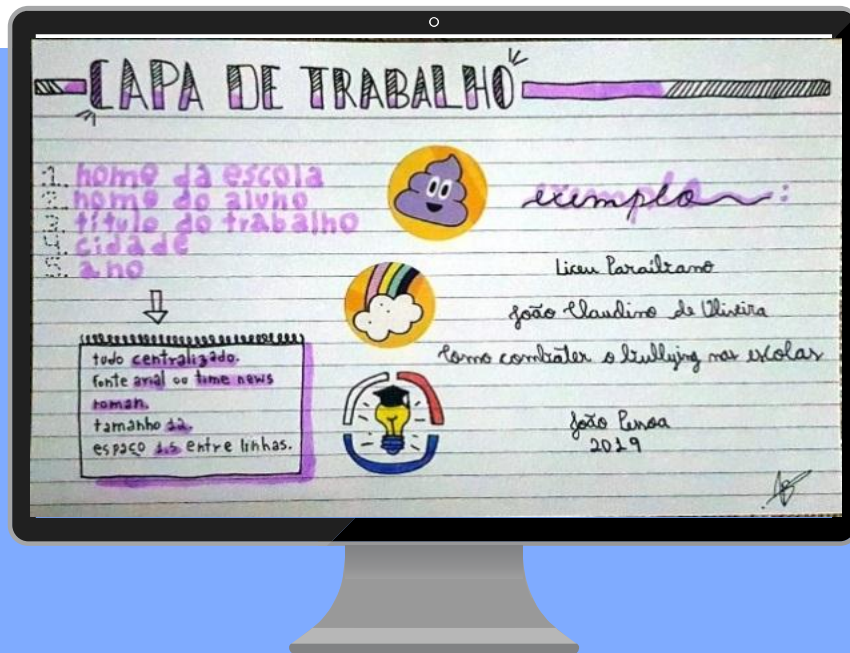 CAPA DE TRABALHO
1. nome da escola
2. nome do aluno
3. título do trabalho
4. cidade
5. ano
tudo centralizado.
fonte arial ou time news
roman.
tamanho 12.
espaço 1.5 entre linhas.
exemplo:
Liceu Paraibano
João Claudino de Oliveira
Como combater o bullying nas escolas
João Pessoa
2019